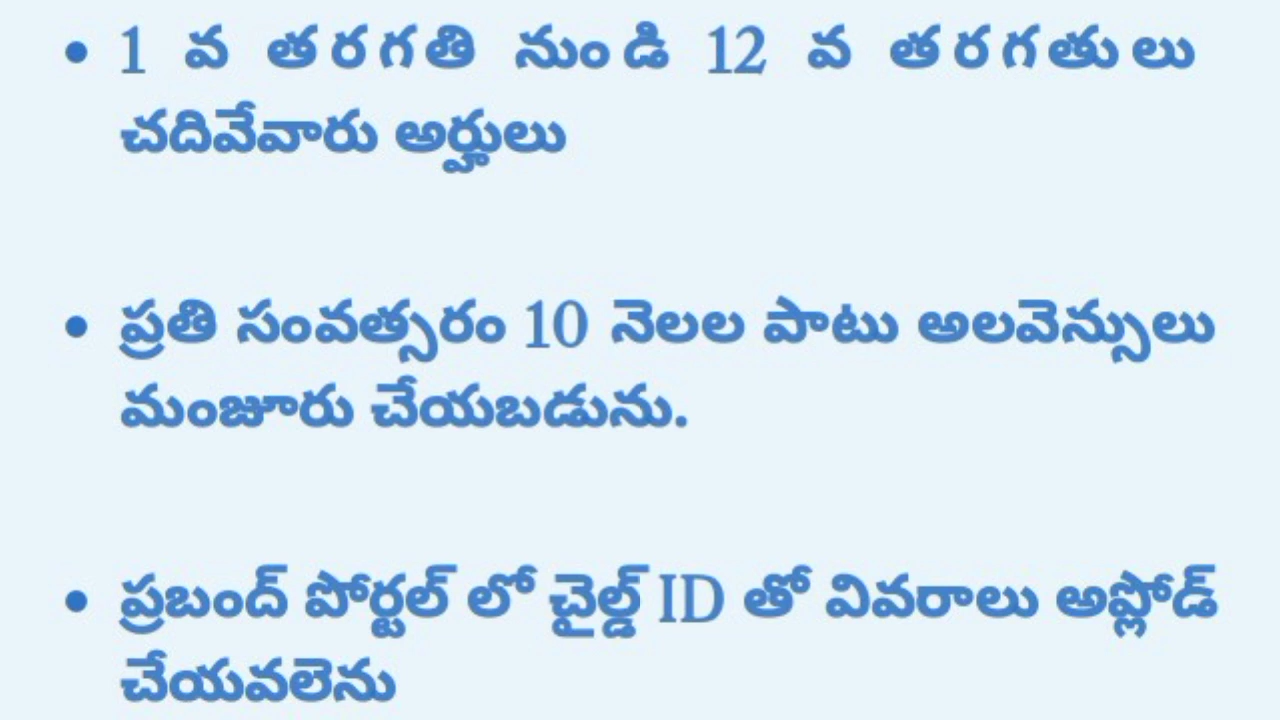 • 1 వ తరగతి నుండి 12 వ తరగతులు
చదివేవారు అర్హులు
• ప్రతి సంవత్సరం 10 నెలల పాటు అలవెన్సులు
మంజూరు చేయబడును.
• ప్రబంద్ పోర్టల్ లో చైల్డ్ ID తో వివరాలు అప్లోడ్
చేయవలెను